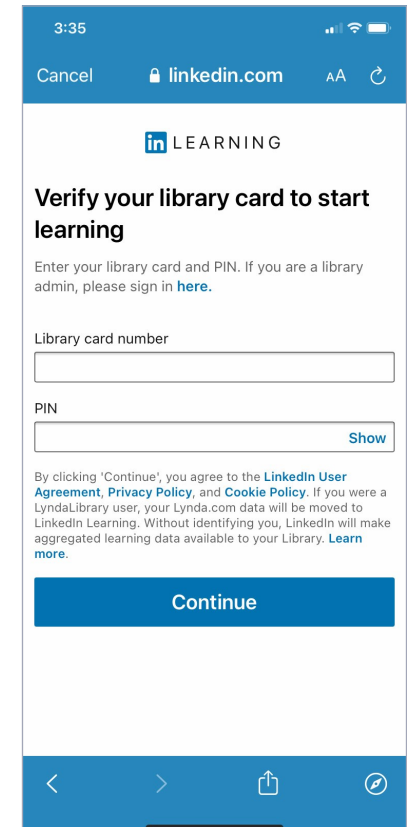 3:35
Cancel linkedin.com AA
in LEARNING
Verify your library card to start
learning
Enter your library card and PIN. If you are a library
admin, please sign in here.
Library card number
PIN
Show
By clicking 'Continue', you agree to the LinkedIn User
Agreement, Privacy Policy, and Cookie Policy. If you were a
LyndaLibrary user, your Lynda.com data will be moved to
LinkedIn Learning. Without identifying you, LinkedIn will make
aggregated learning data available to your Library. Learn
more.
Continue